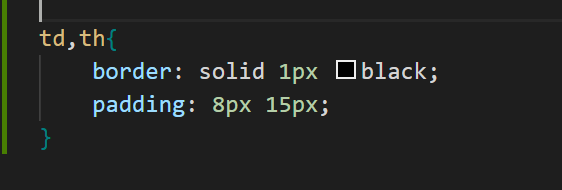 td,th{
border: solid 1px black;
padding: 8px 15px;
}